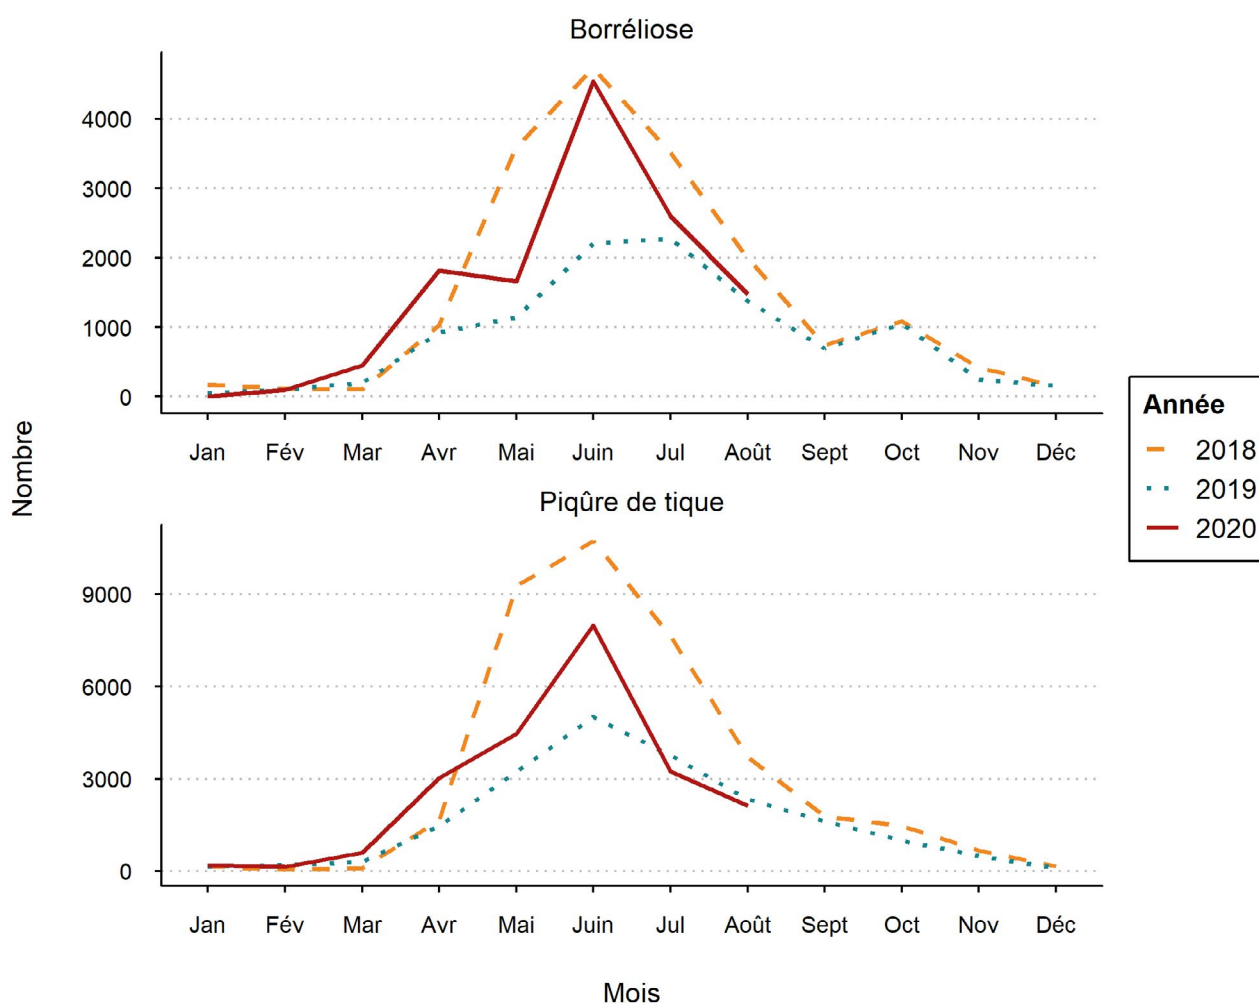 Borréliose
4000
3000
2000
1000
0
Jan Fév Mar Avr Mai Juin Jul Août Sept Oct Nov Déc
Nombre
Piqûre de tique
9000
6000
3000
0
Jan Fév Mar Avr Mai Juin Jul Août Sept Oct Nov Déc
Mois
Année
2018
2019
2020